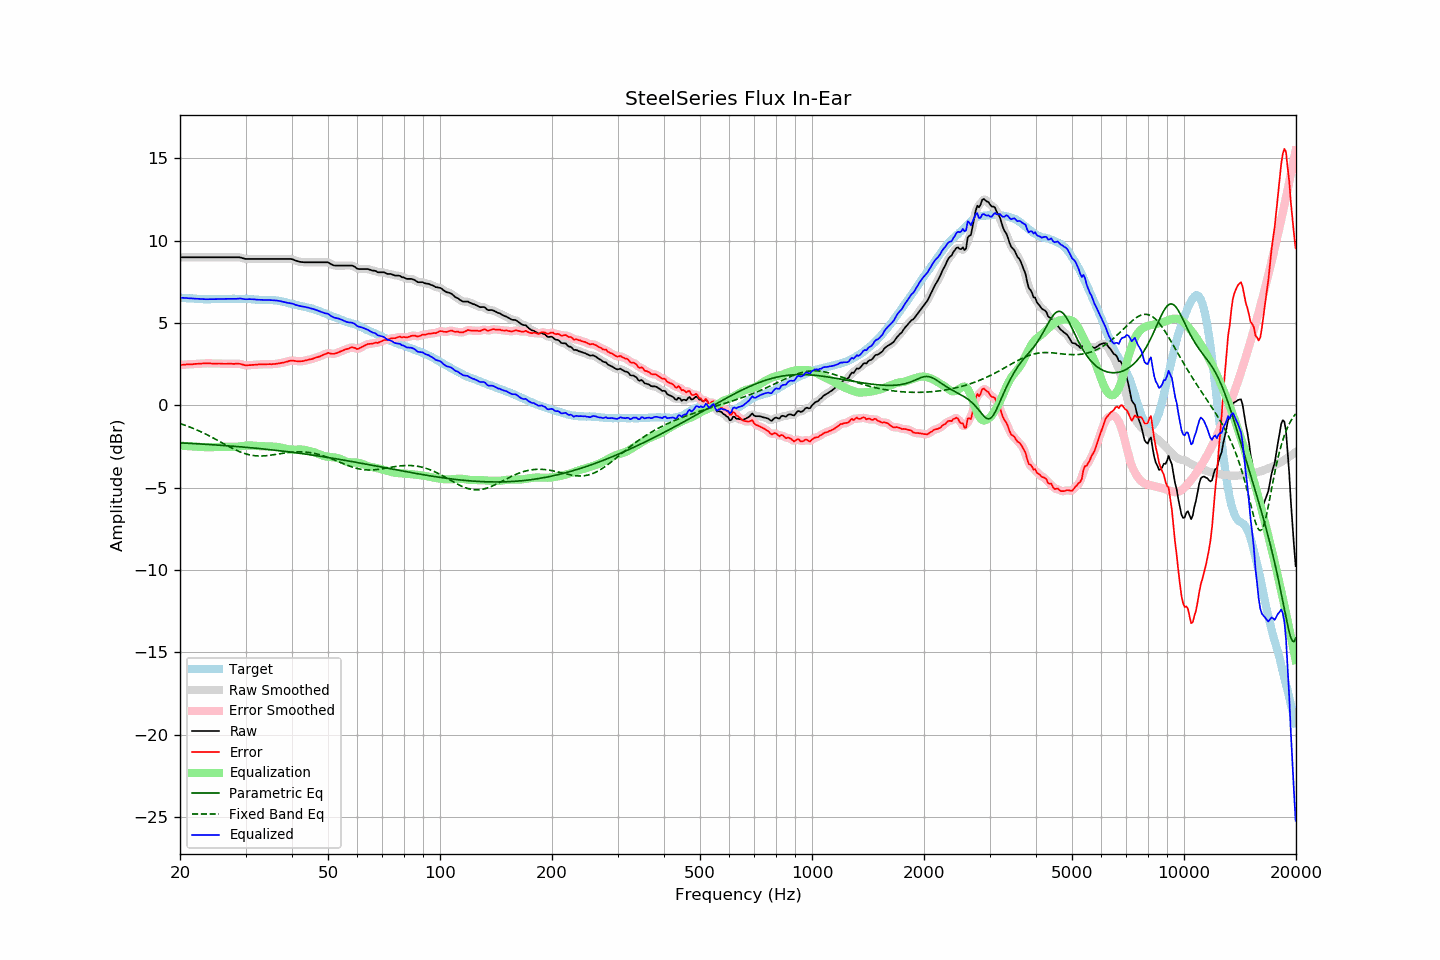 SteelSeries Flux In-Ear
Amplitude (dBr)
15
10
5
0
−5
−10
−15
−20
−25
Target
Raw Smoothed
Error Smoothed
Raw
Error
Equalization
Parametric Eq
Fixed Band Eq
Equalized
20 50 100 200 500 1000 2000 5000 10000 20000
Frequency (Hz)